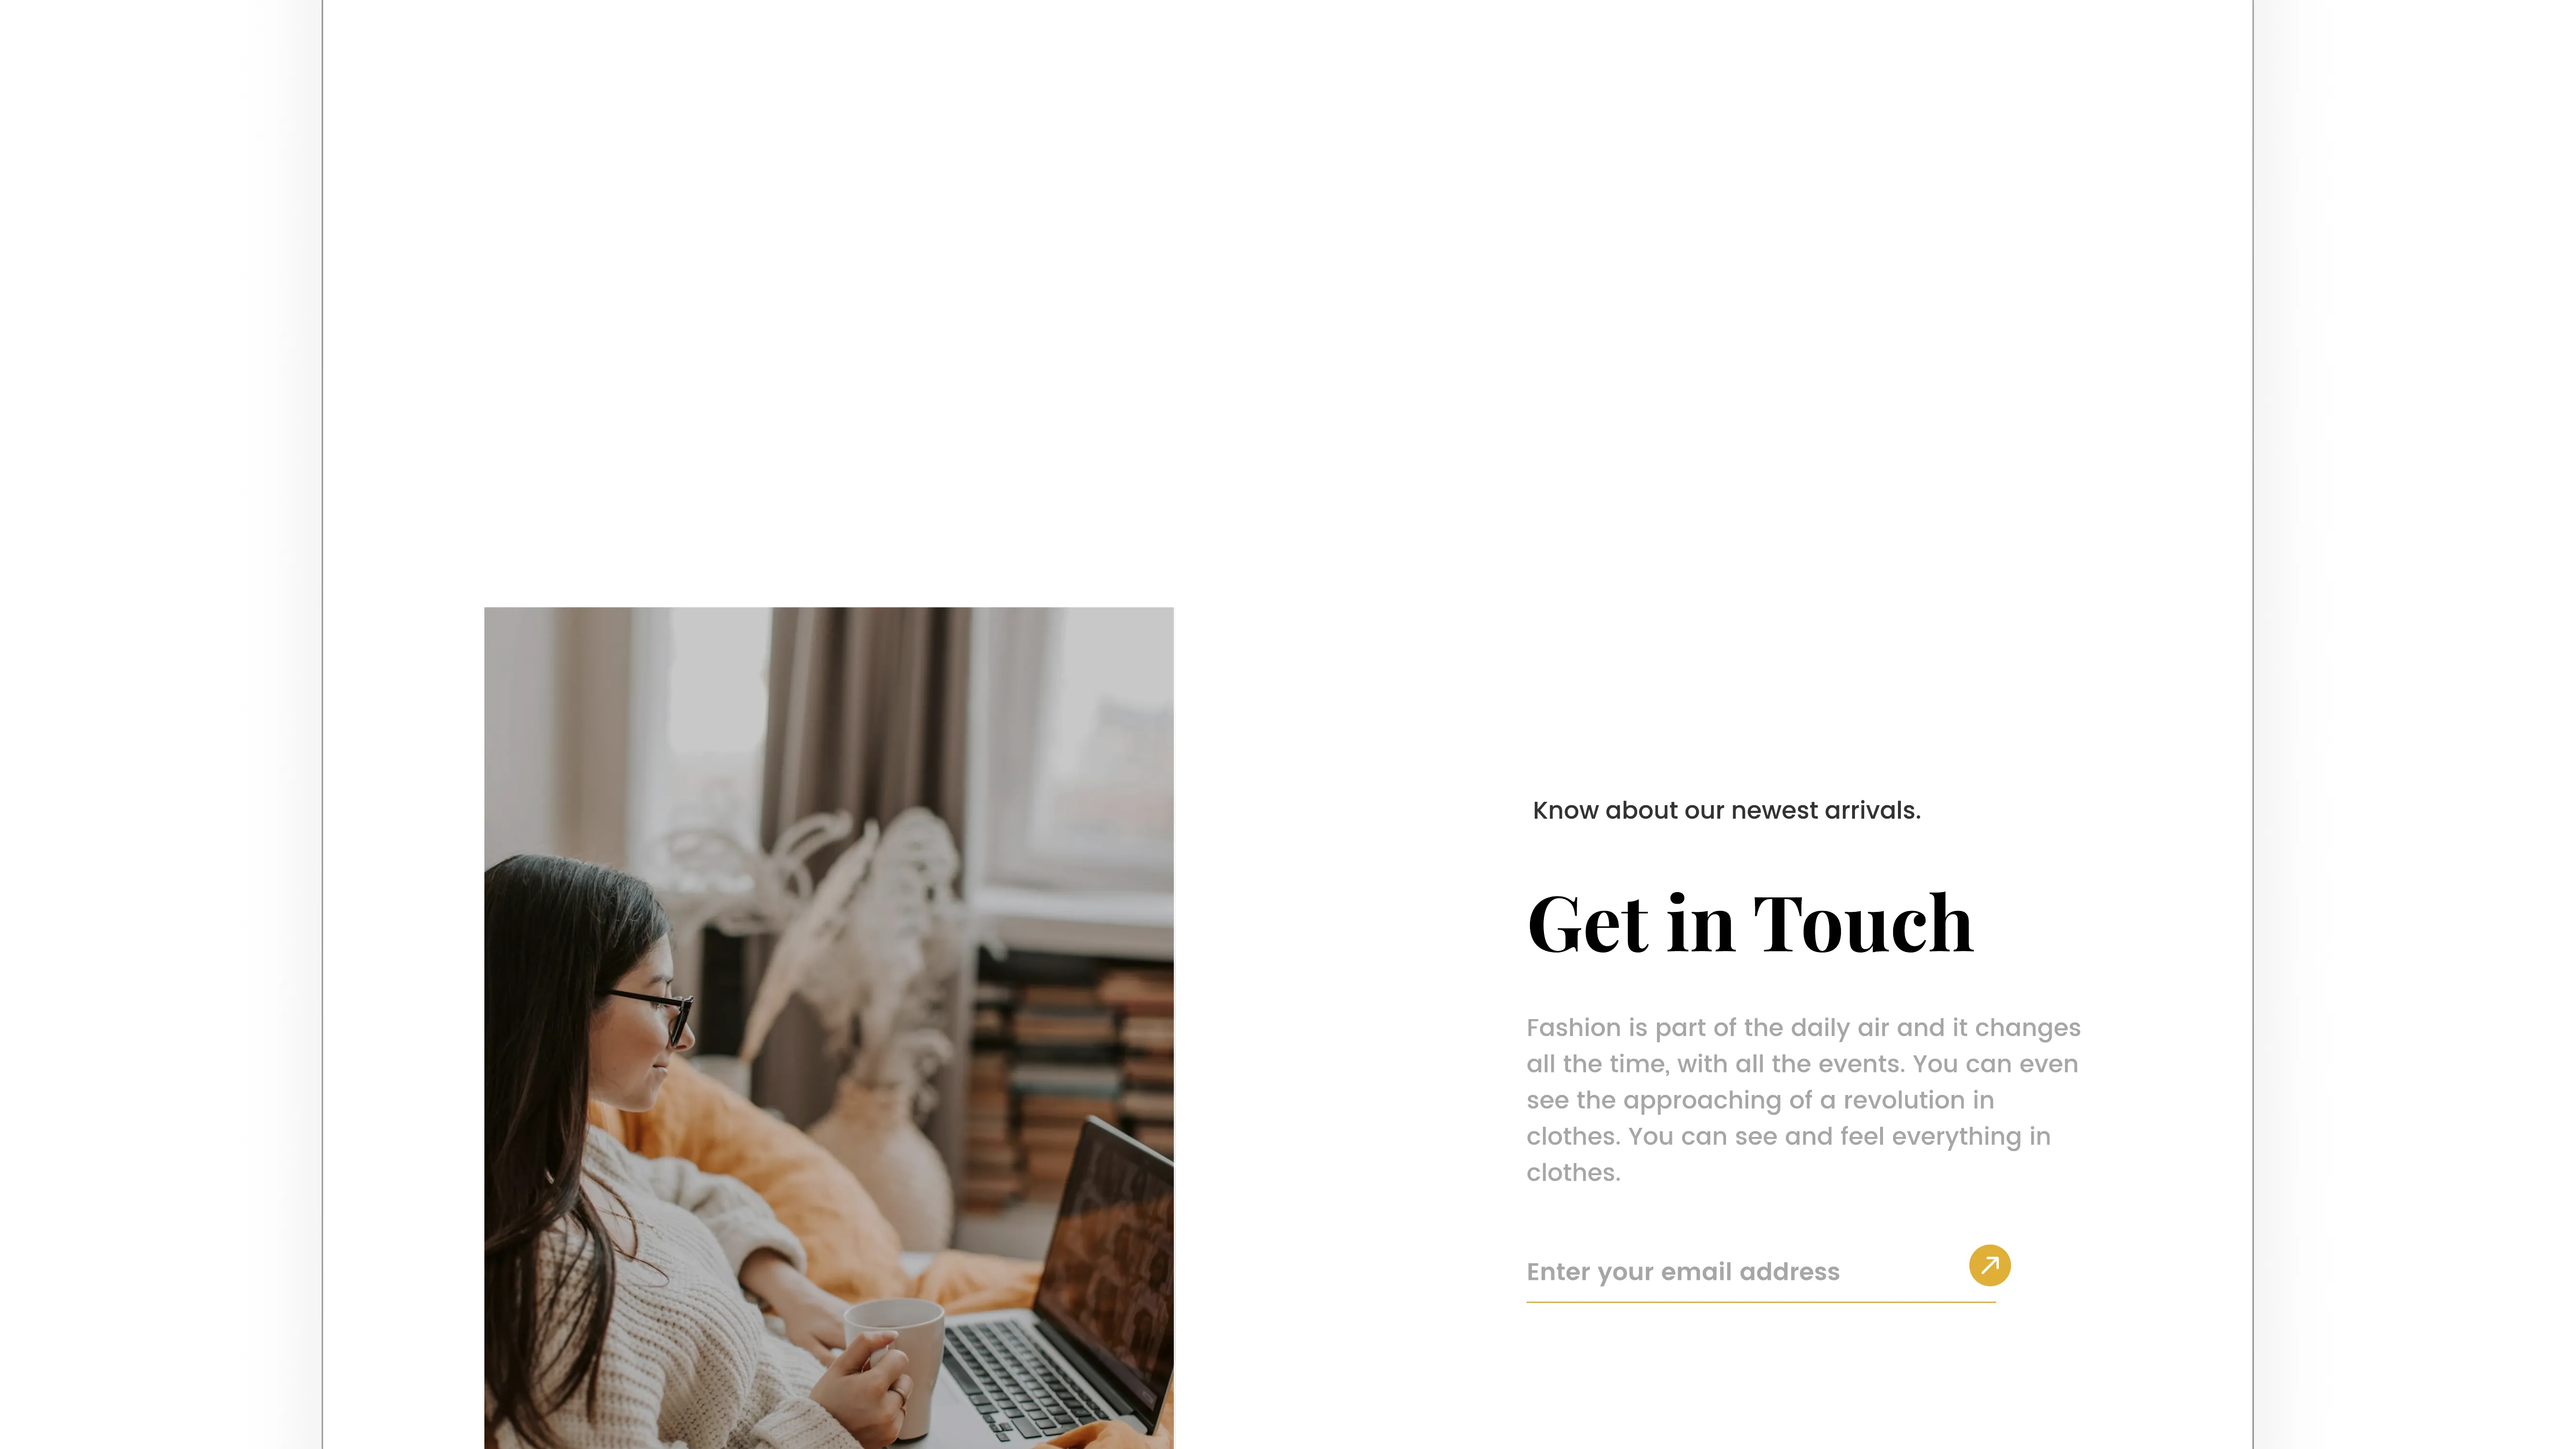 Know about our newest arrivals.
Get in Touch
Fashion is part of the daily air and it changes
all the time, with all the events. You can even
see the approaching of a revolution in
clothes. You can see and feel everything in
clothes.
Enter your email address